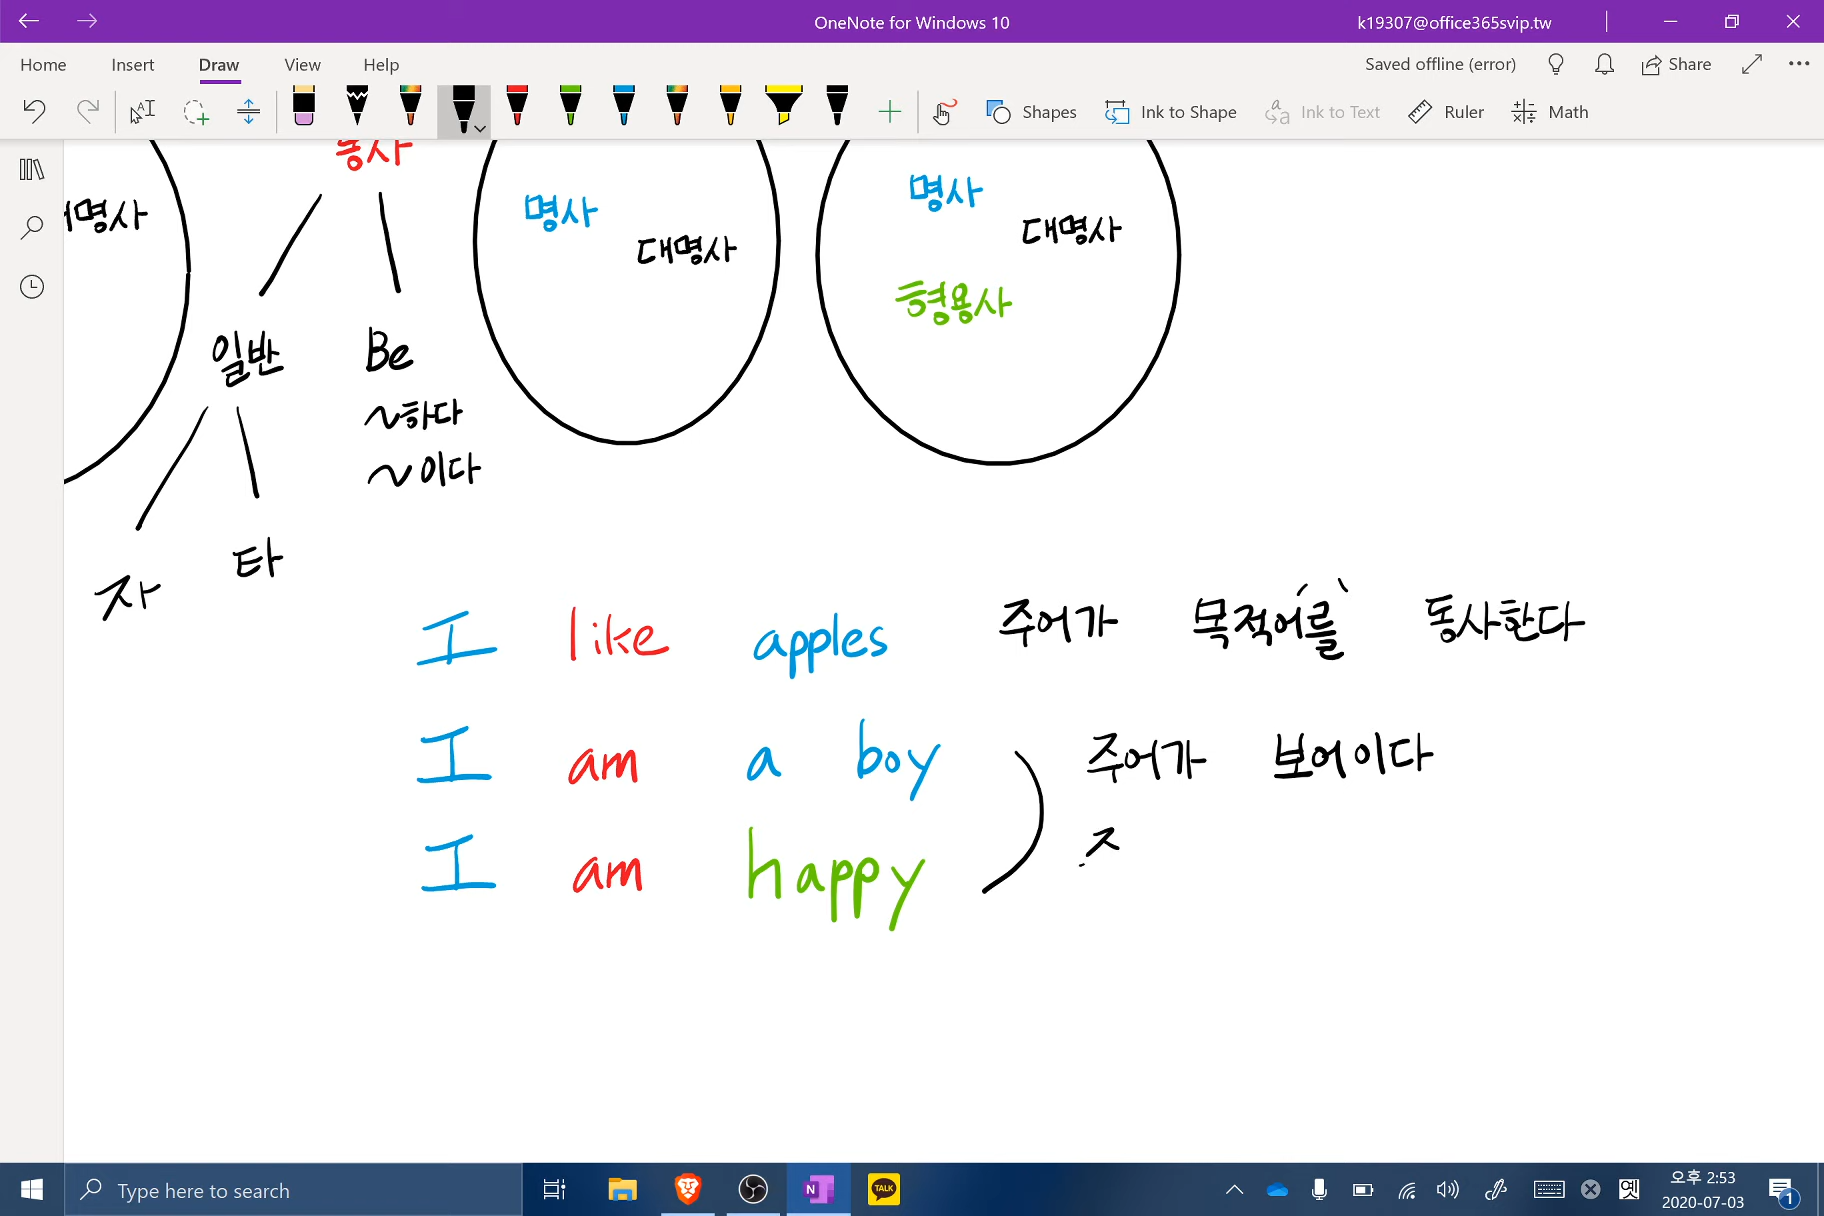 OneNote for Windows 10
k19307@office365svip.tw
Home Insert Draw View Help
Saved offline (error) Share
Shapes Ink to Shape Ink to Text Ruler Math
동사
명사
대명사
명사
대명사
형용사
일반 Be
~하다
~이다
자 타
I like apples 주어가 목적어'를' 동사한다
I am a boy 주어가 보어이다
I am happy
Type here to search
N
TALK
오후 2:53
2020-07-03
1